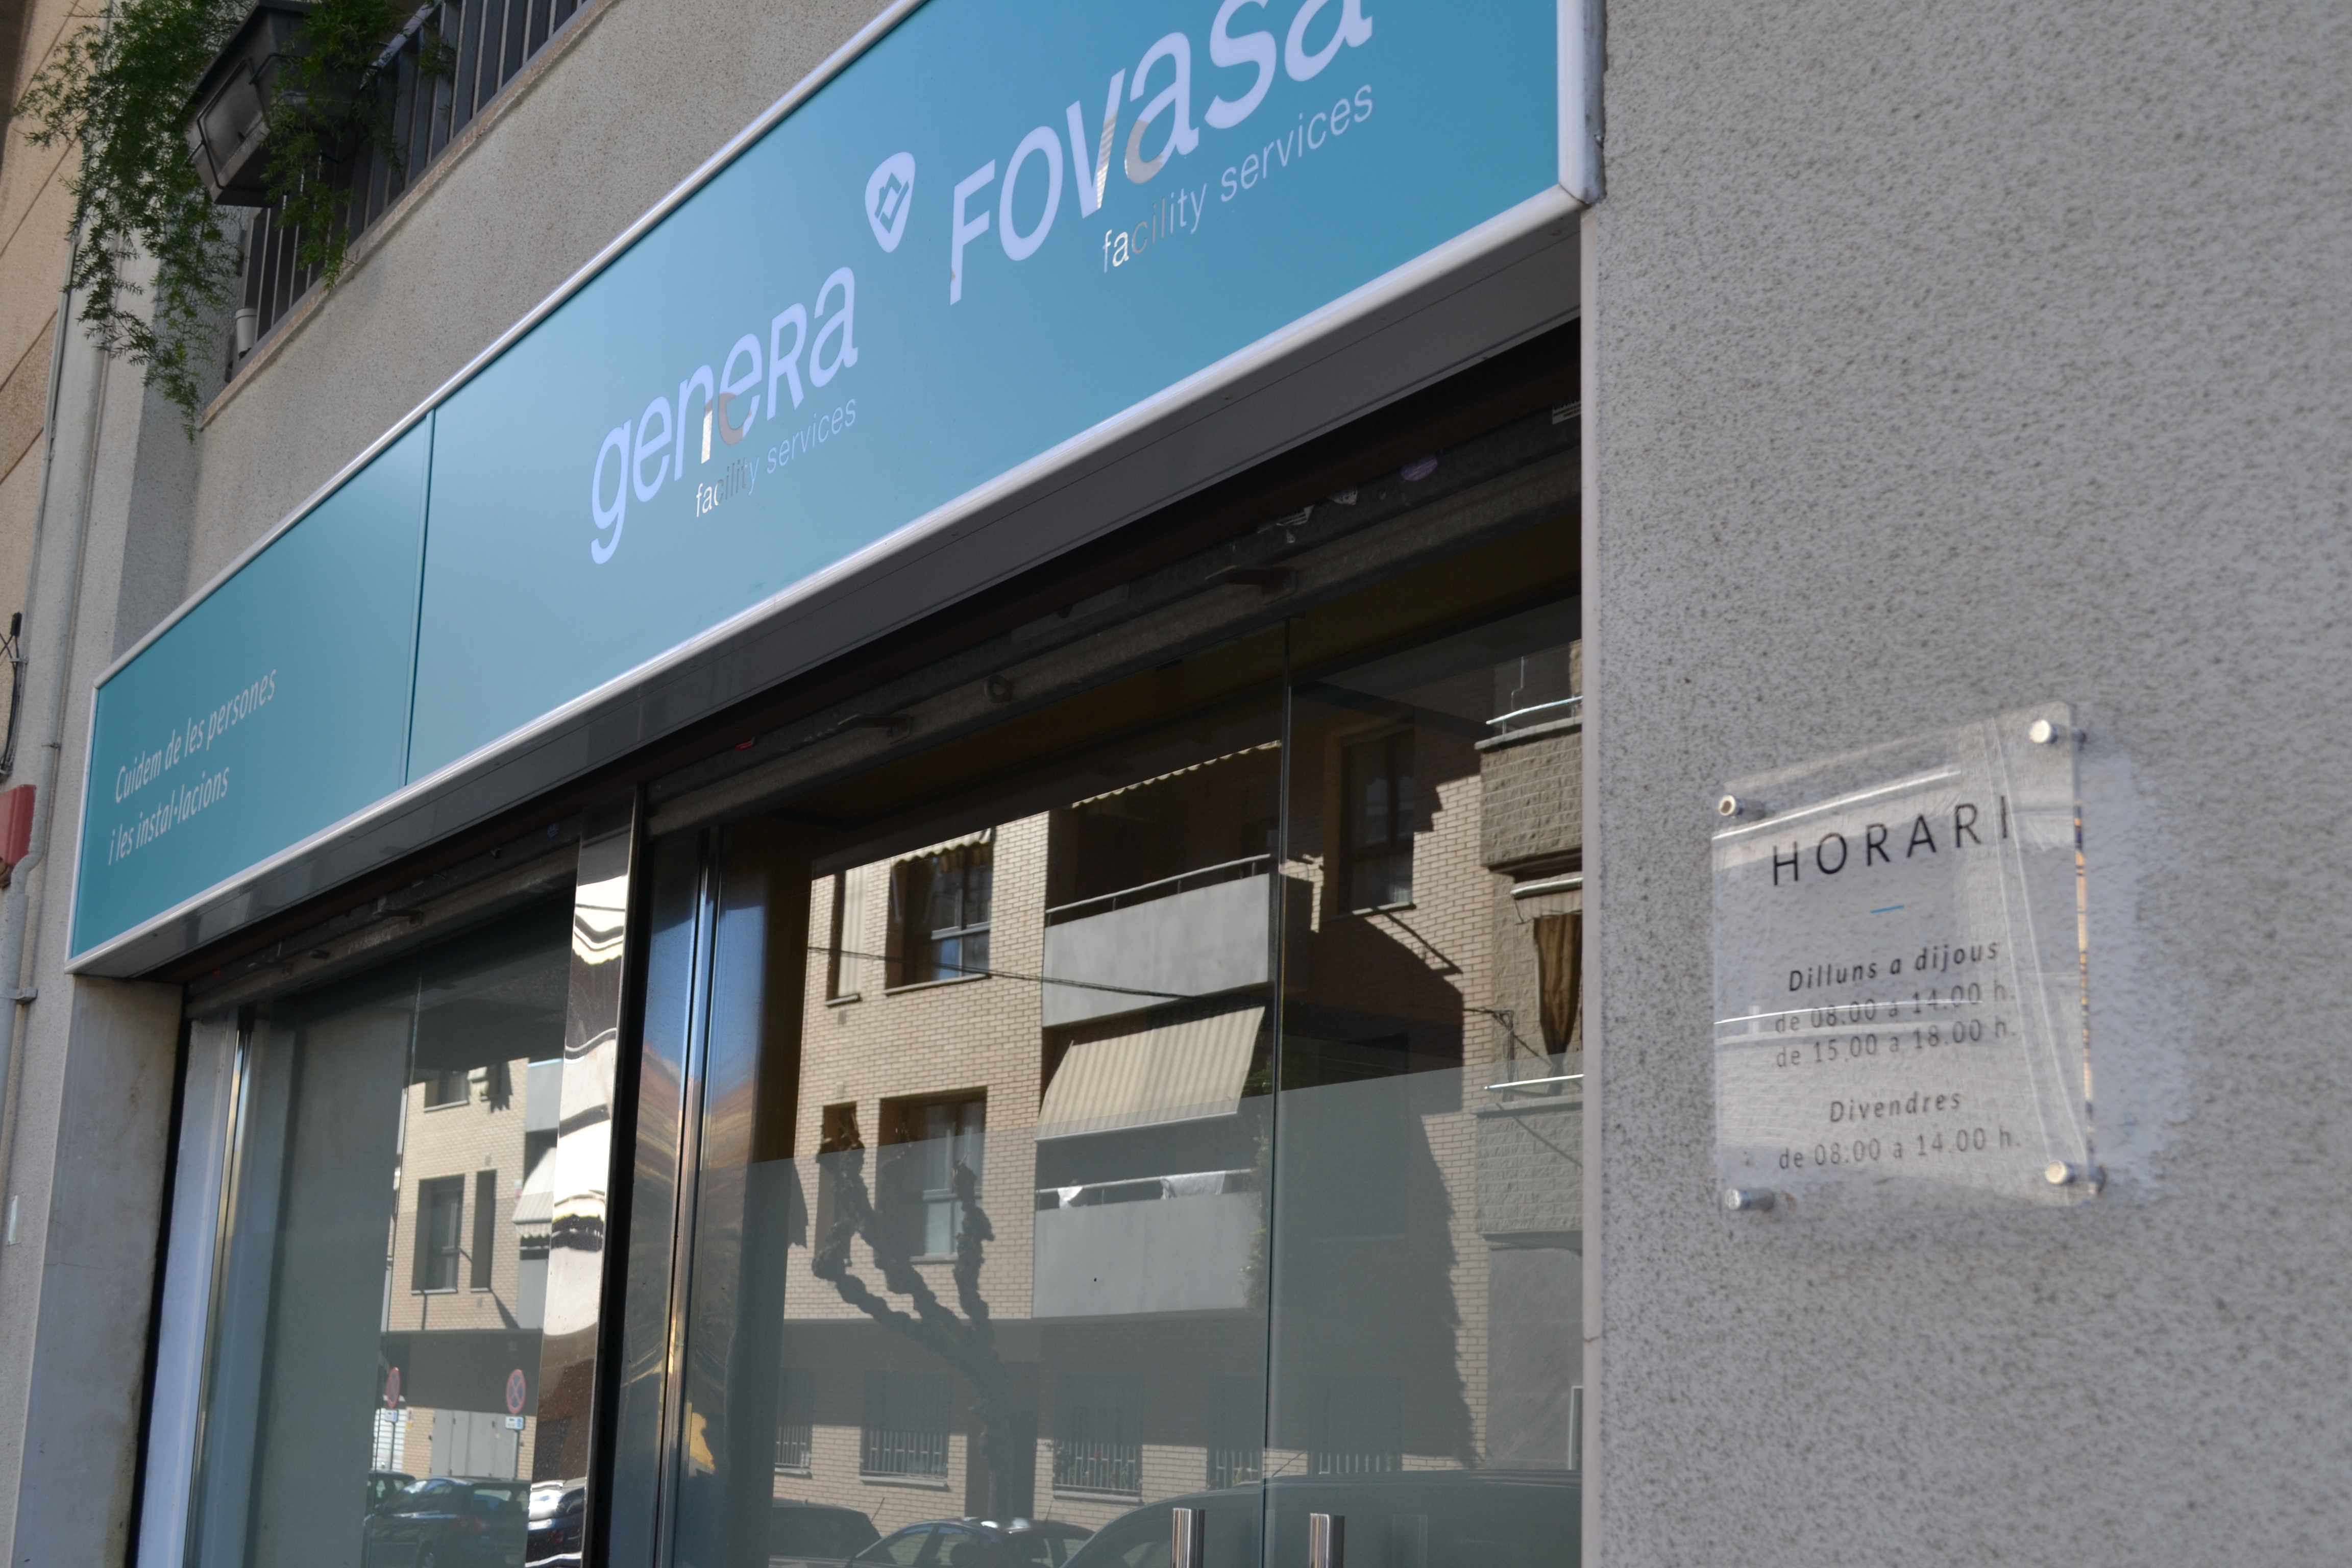 Cuidem de les persones
i les instal·lacions
genERa
facility services
FOVasa
facility services
HORARI
Dilluns a dijous
de 08:00 a 14.00 h.
de 15.00 a 18.00 h.
Divendres
de 08:00 a 14.00 h.